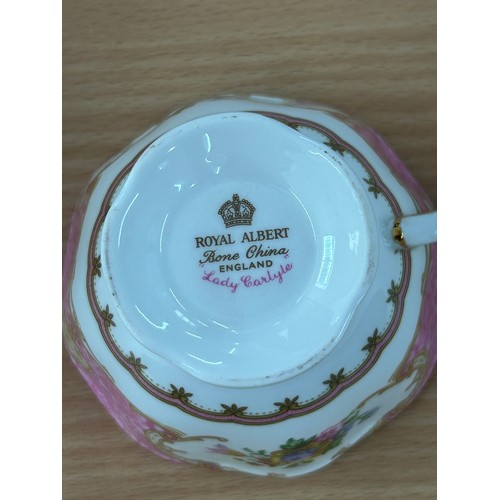 ROYAL ALBERT
Bone China
ENGLAND
"Lady Carlyle"